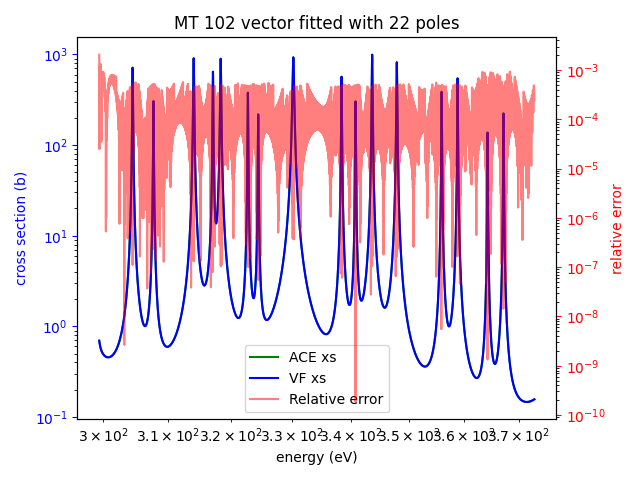 MT 102 vector fitted with 22 poles
10³
10²
10¹
10⁰
10⁻¹
cross section (b)
10⁻³
10⁻⁴
10⁻⁵
10⁻⁶
10⁻⁷
10⁻⁸
10⁻⁹
10⁻¹⁰
relative error
ACE xs
VF xs
Relative error
3 × 10² 3.1 × 10² 3.2 × 10² 3.3 × 10² 3.4 × 10² 3.5 × 10² 3.6 × 10² 3.7 × 10²
energy (eV)